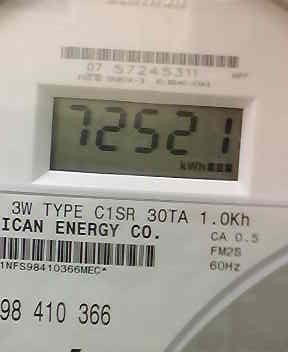 07 57245311
72521
kWh
3W TYPE C1SR 30TA 1.0Kh
ICAN ENERGY CO.
CA 0.5
FM2S
1NFS98410366MEC*
60Hz
98 410 366